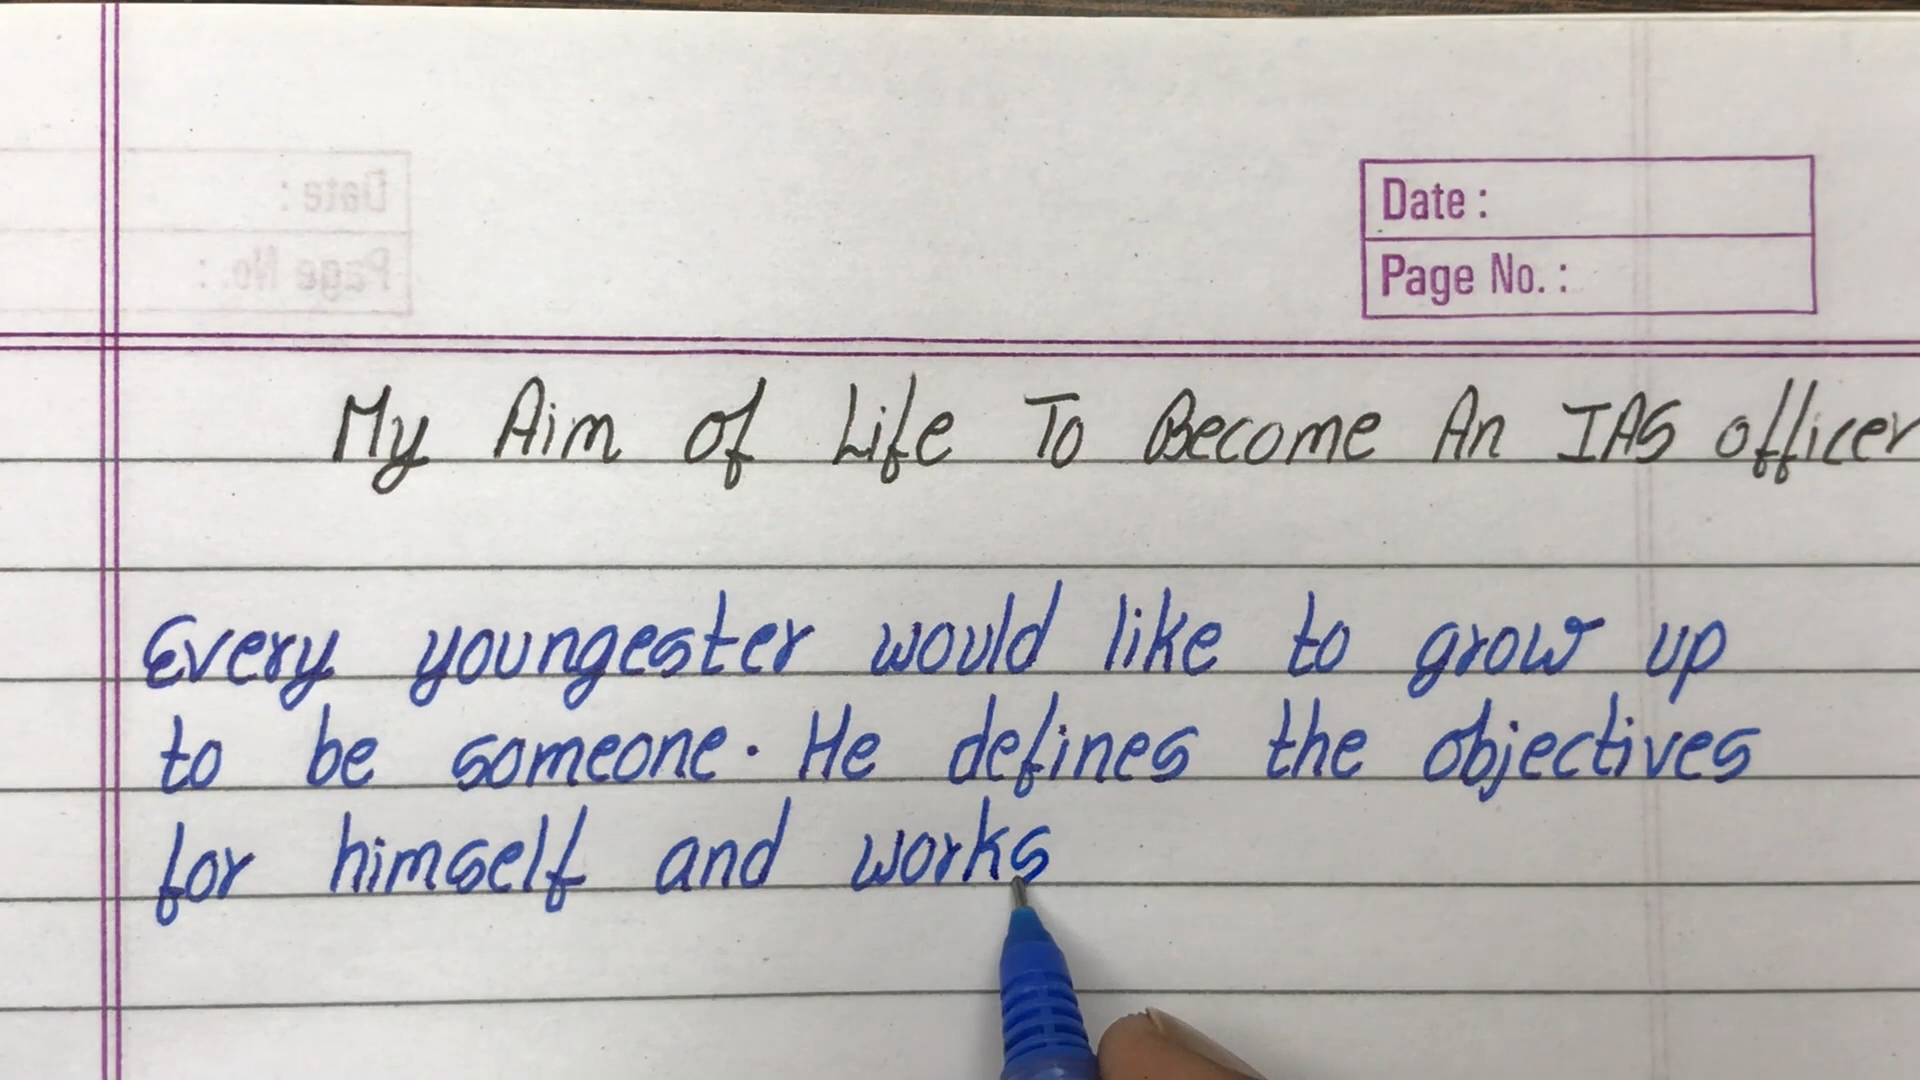 Date :
Page No. :
My Aim of Life To Become An IAS officer
Every youngester would like to grow up
to be someone. He defines the objectives
for himself and works